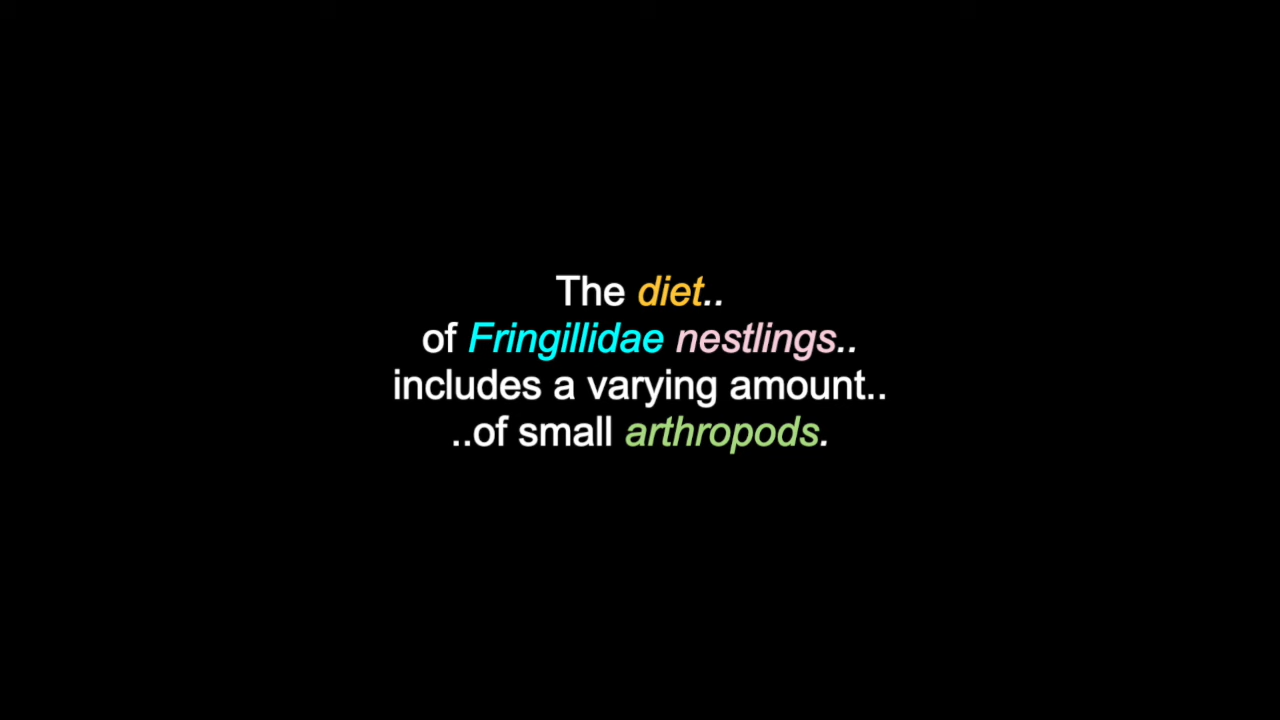 The diet..
of Fringillidae nestlings..
includes a varying amount..
..of small arthropods.